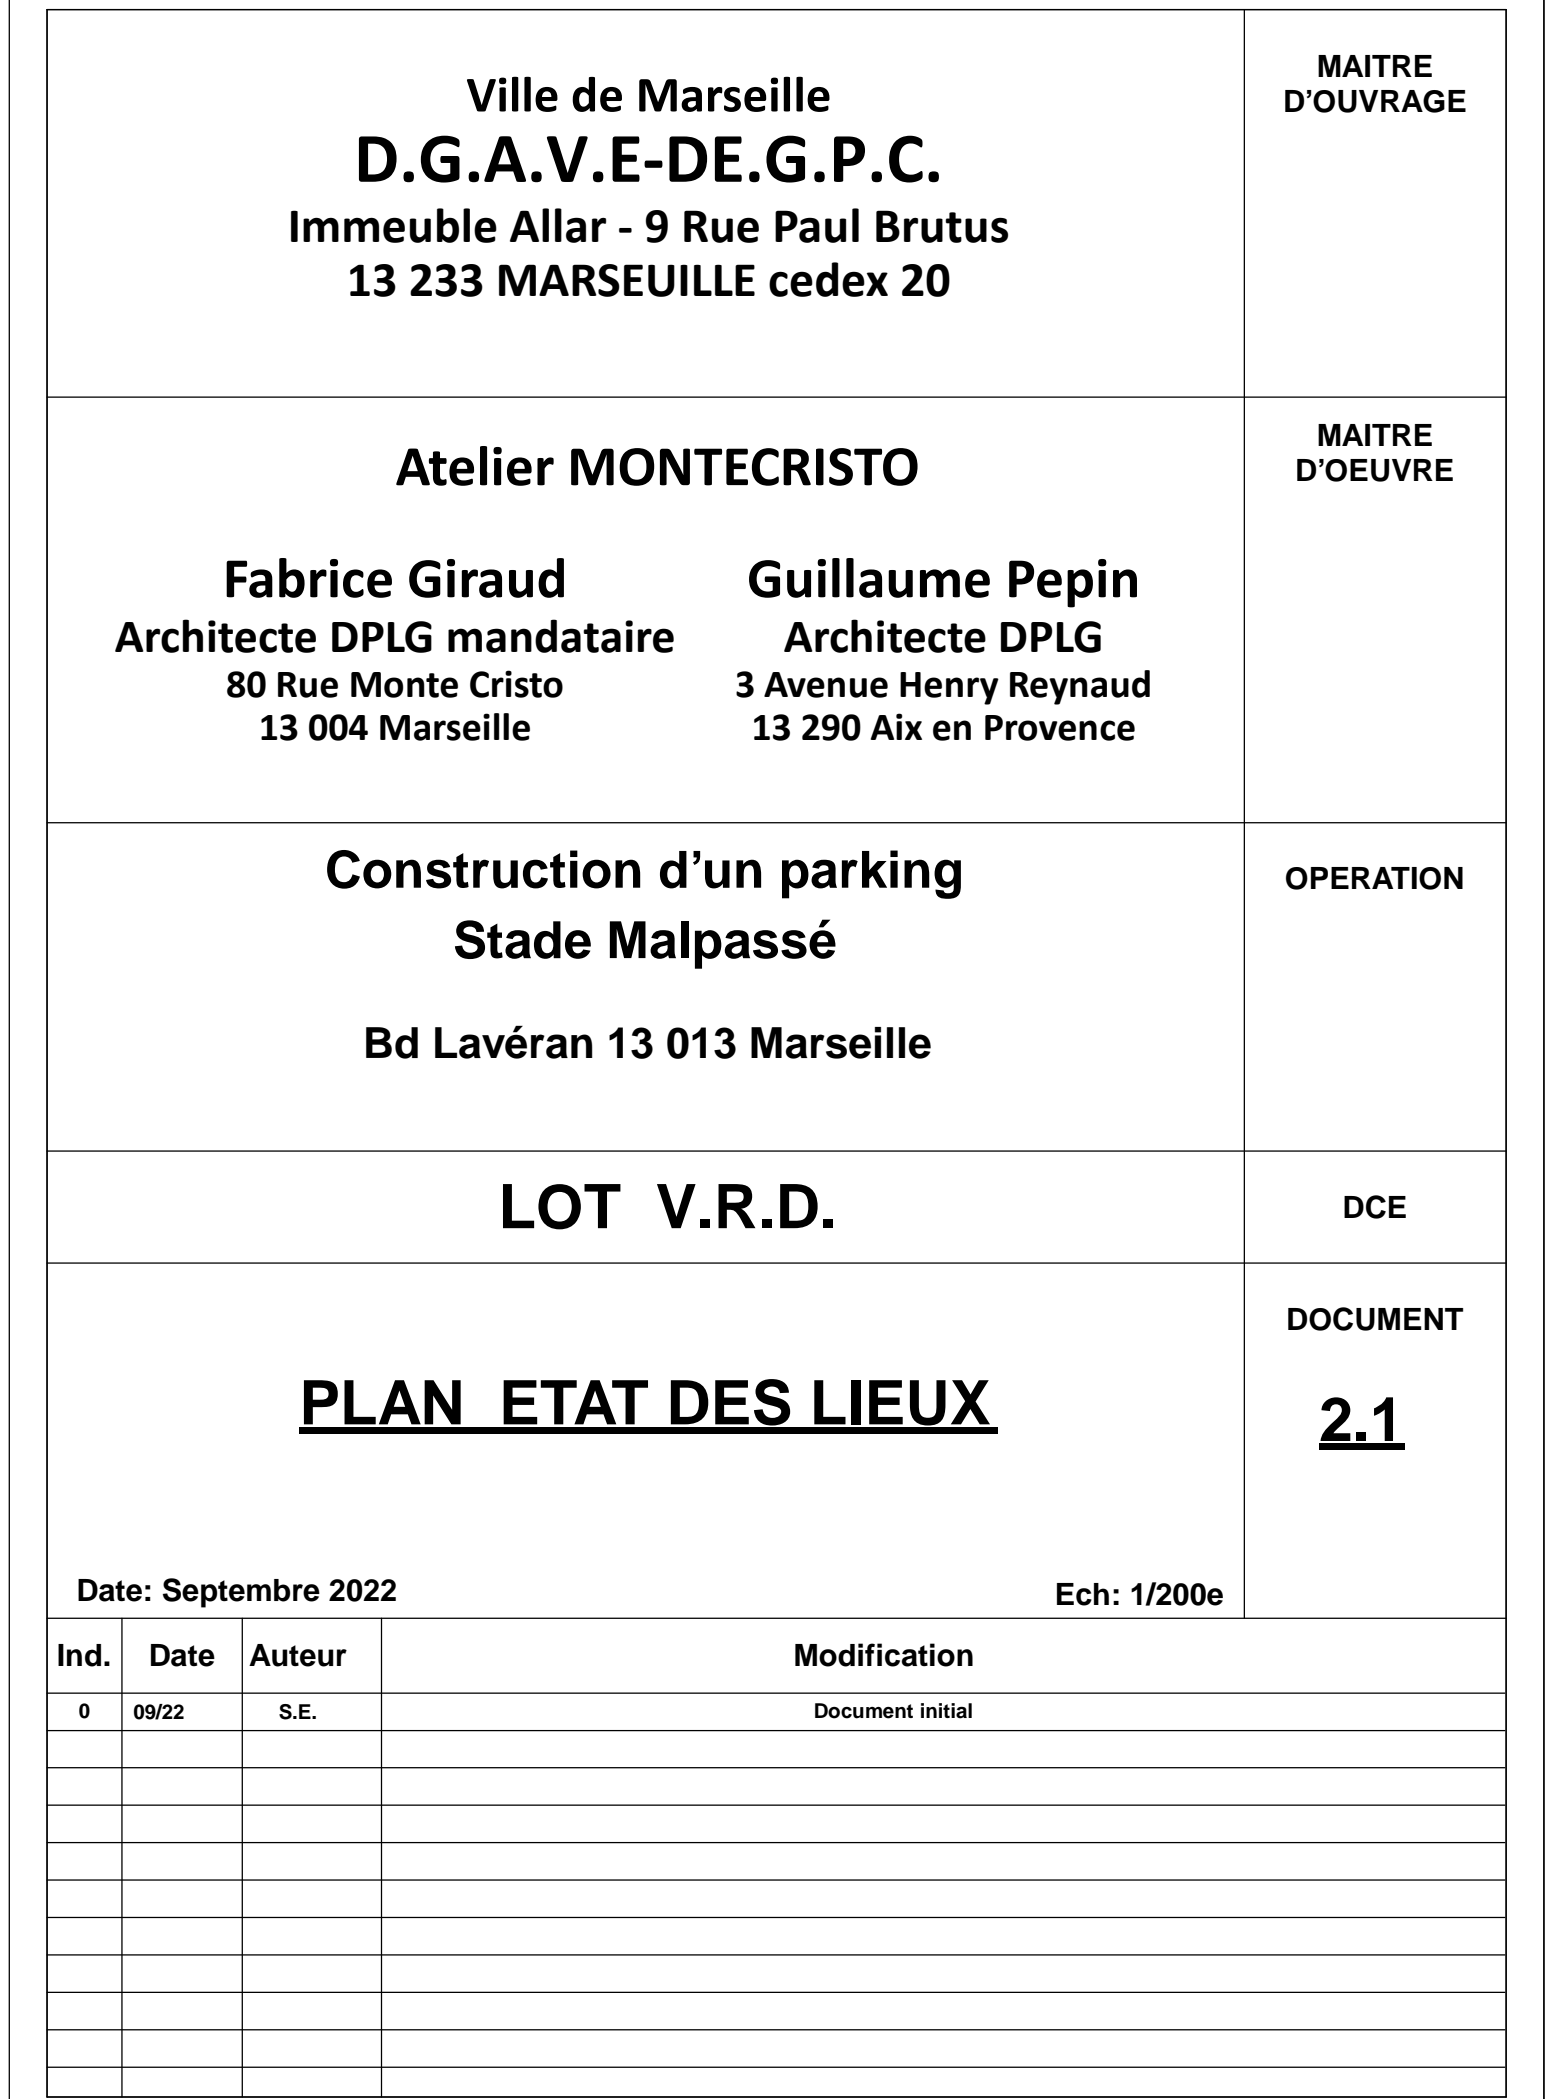 Ville de Marseille
D.G.A.V.E-DE.G.P.C.
Immeuble Allar - 9 Rue Paul Brutus
13 233 MARSEUILLE cedex 20
MAITRE
D'OUVRAGE
Atelier MONTECRISTO
Fabrice Giraud
Architecte DPLG mandataire
80 Rue Monte Cristo
13 004 Marseille
Guillaume Pepin
Architecte DPLG
3 Avenue Henry Reynaud
13 290 Aix en Provence
MAITRE
D'OEUVRE
Construction d'un parking
Stade Malpassé
Bd Lavéran 13 013 Marseille
OPERATION
LOT V.R.D.
DCE
PLAN ETAT DES LIEUX
DOCUMENT
2.1
Date: Septembre 2022
Ech: 1/200e
Ind. Date Auteur Modification
0 09/22 S.E. Document initial